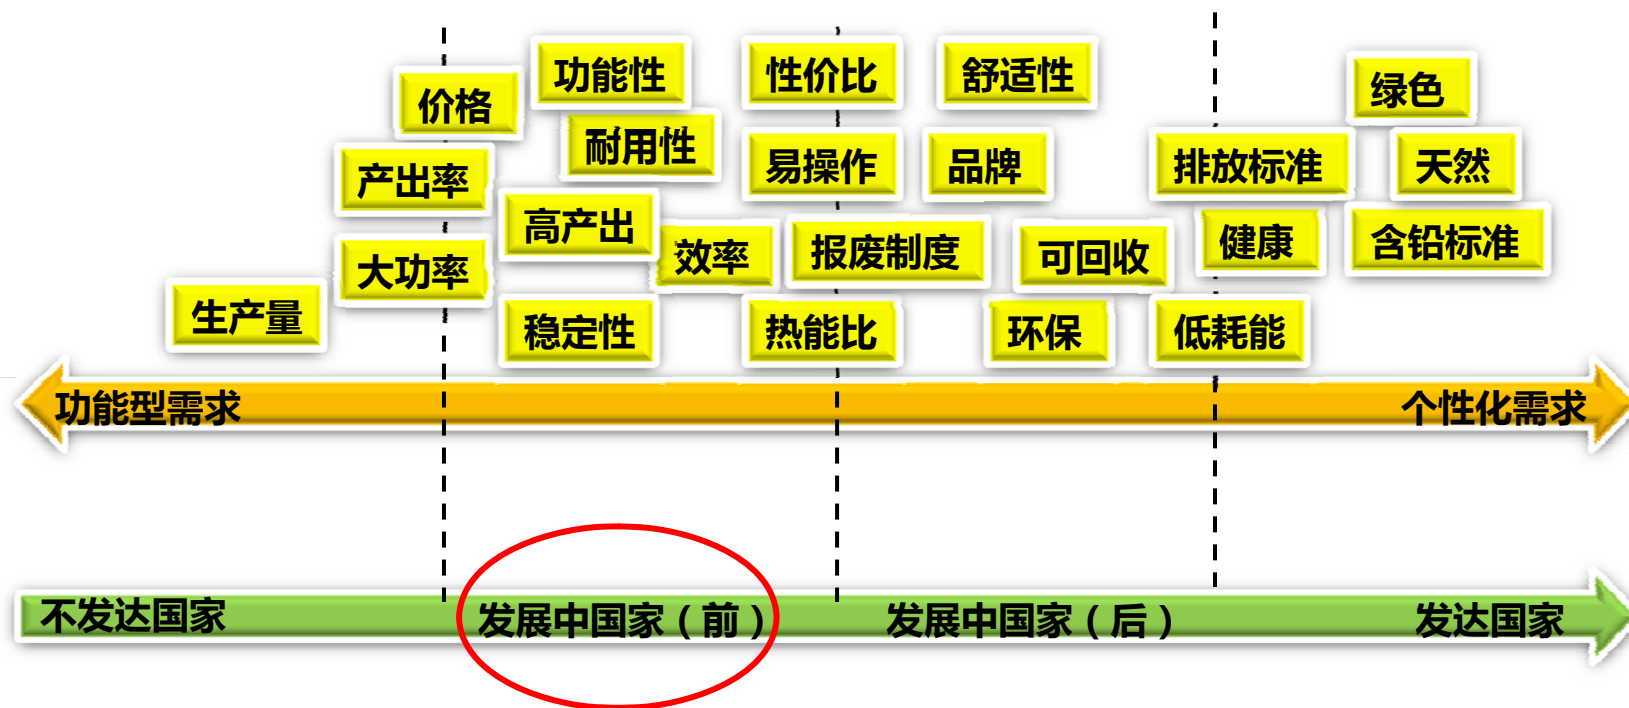 功能性
性价比
舒适性
绿色
价格
耐用性
易操作
品牌
排放标准
天然
产出率
高产出
效率
报废制度
可回收
健康
含铅标准
大功率
生产量
稳定性
热能比
环保
低耗能
功能型需求
个性化需求
不发达国家
发展中国家（前）
发展中国家（后）
发达国家